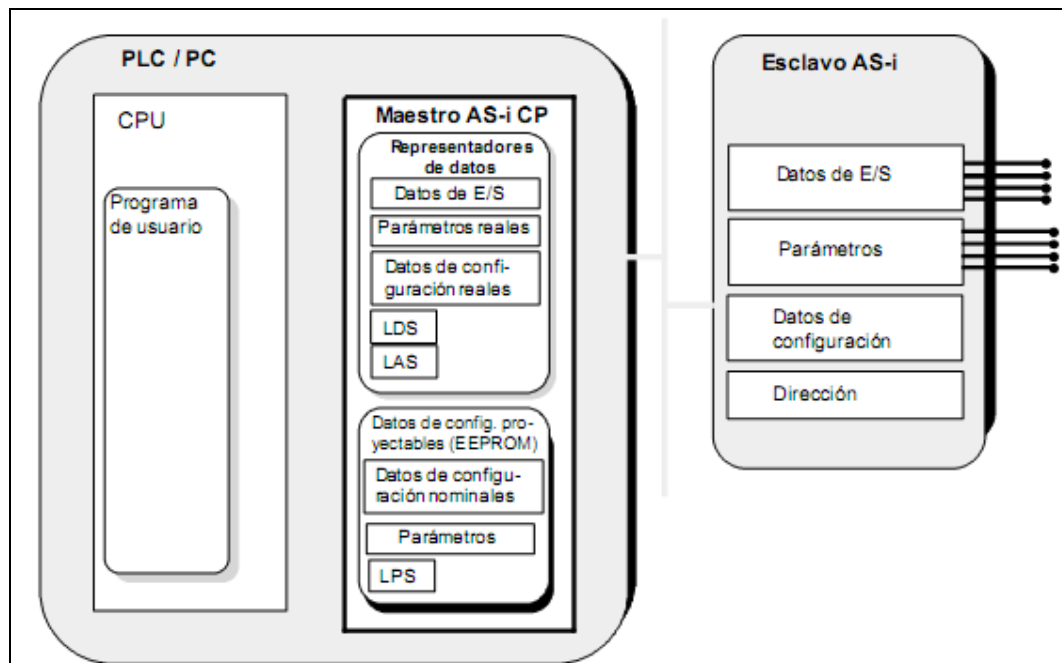 PLC / PC
CPU
Programa
de usuario
Maestro AS-i CP
Representadores
de datos
Datos de E/S
Parámetros reales
Datos de confi-
guración reales
LDS
LAS
Datos de config. pro-
yectables (EEPROM)
Datos de configu-
ración nominales
Parámetros
LPS
Esclavo AS-i
Datos de E/S
Parámetros
Datos de
configuración
Dirección